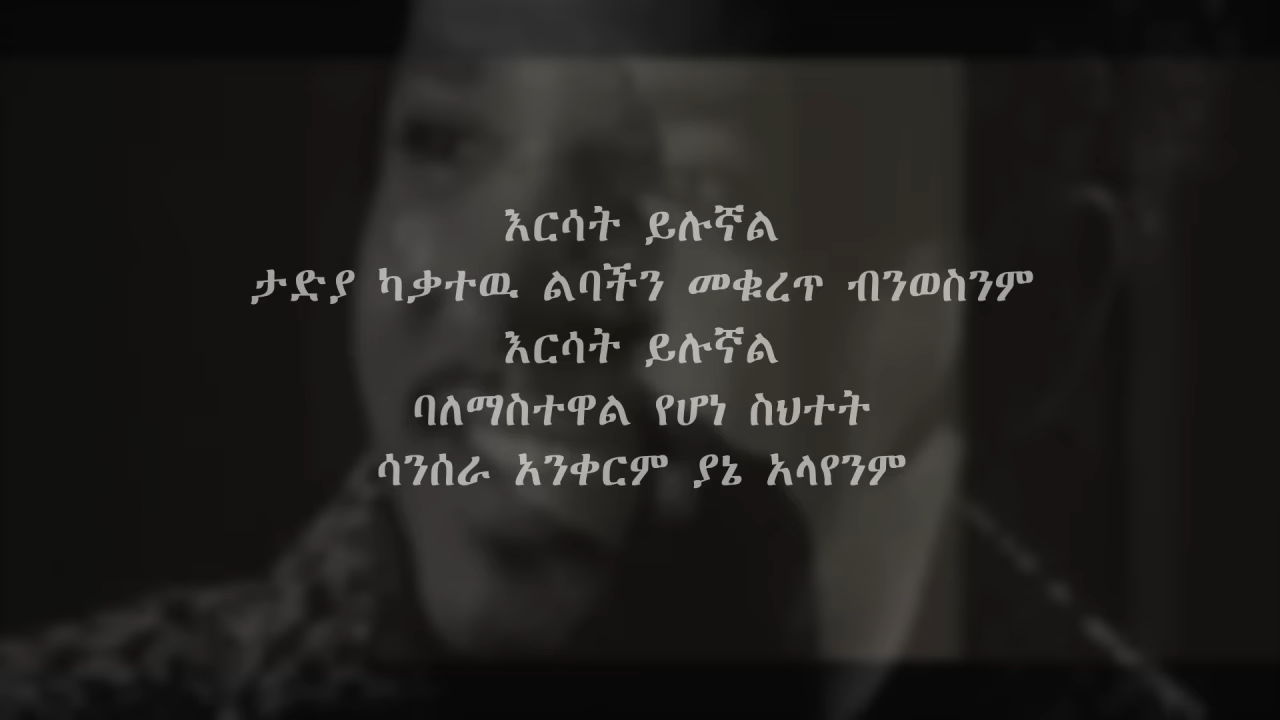 እርሳት ይሉኛል
ታድያ ካቃተዉ ልባችን መቁረጥ ብንወስንም
እርሳት ይሉኛል
ባለማስተዋል የሆነ ስህተት
ሳንሰራ አንቀርም ያኔ አላየንም